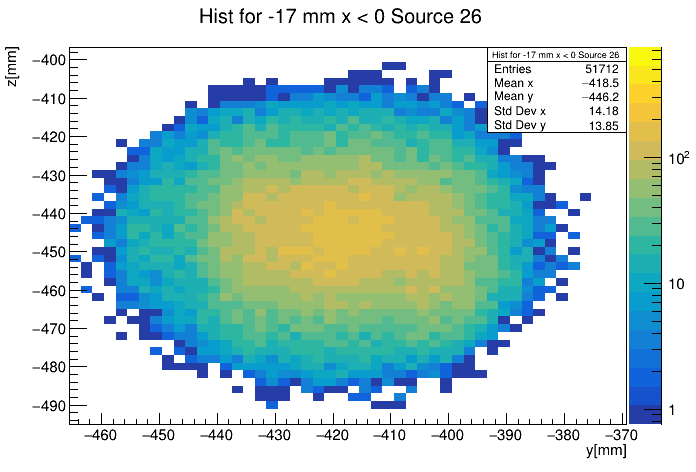 Hist for -17 mm x < 0 Source 26
z[mm]
−400
−410
−420
−430
−440
−450
−460
−470
−480
−490
Hist for -17 mm x < 0 Source 26
Entries 51712
Mean x −418.5
Mean y −446.2
Std Dev x 14.18
Std Dev y 13.85
10²
10
1
−460 −450 −440 −430 −420 −410 −400 −390 −380 −370
y[mm]